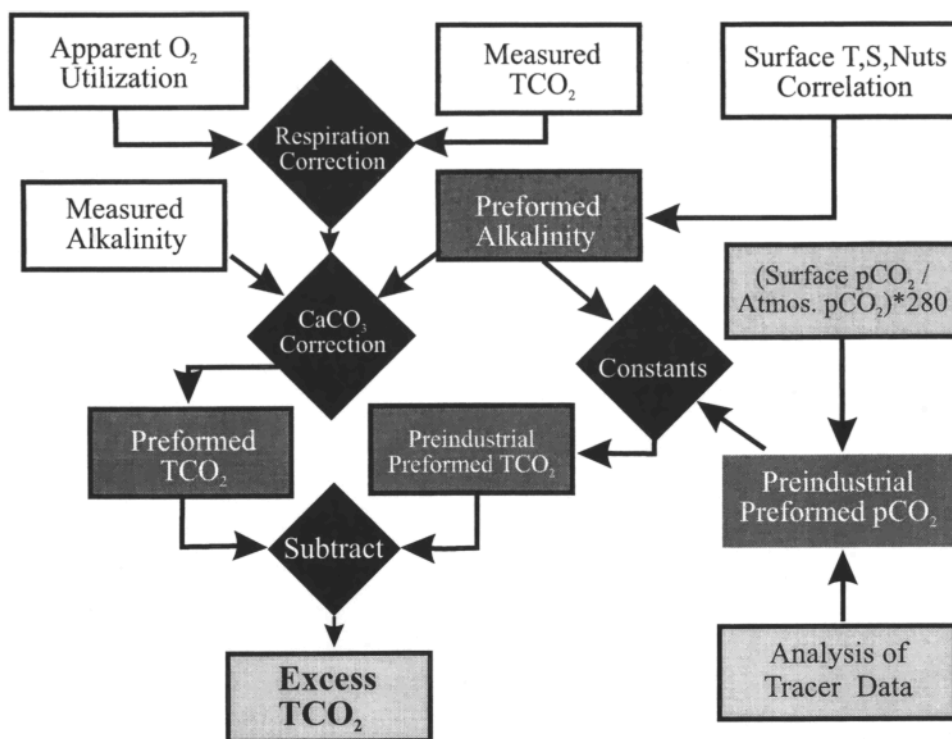 Apparent O₂
Utilization
Measured
TCO₂
Surface T,S,Nuts
Correlation
Respiration
Correction
Measured
Alkalinity
Preformed
Alkalinity
(Surface pCO₂ /
Atmos. pCO₂)*280
CaCO₃
Correction
Constants
Preformed
TCO₂
Preindustrial
Preformed TCO₂
Preindustrial
Preformed pCO₂
Subtract
Excess
TCO₂
Analysis of
Tracer Data